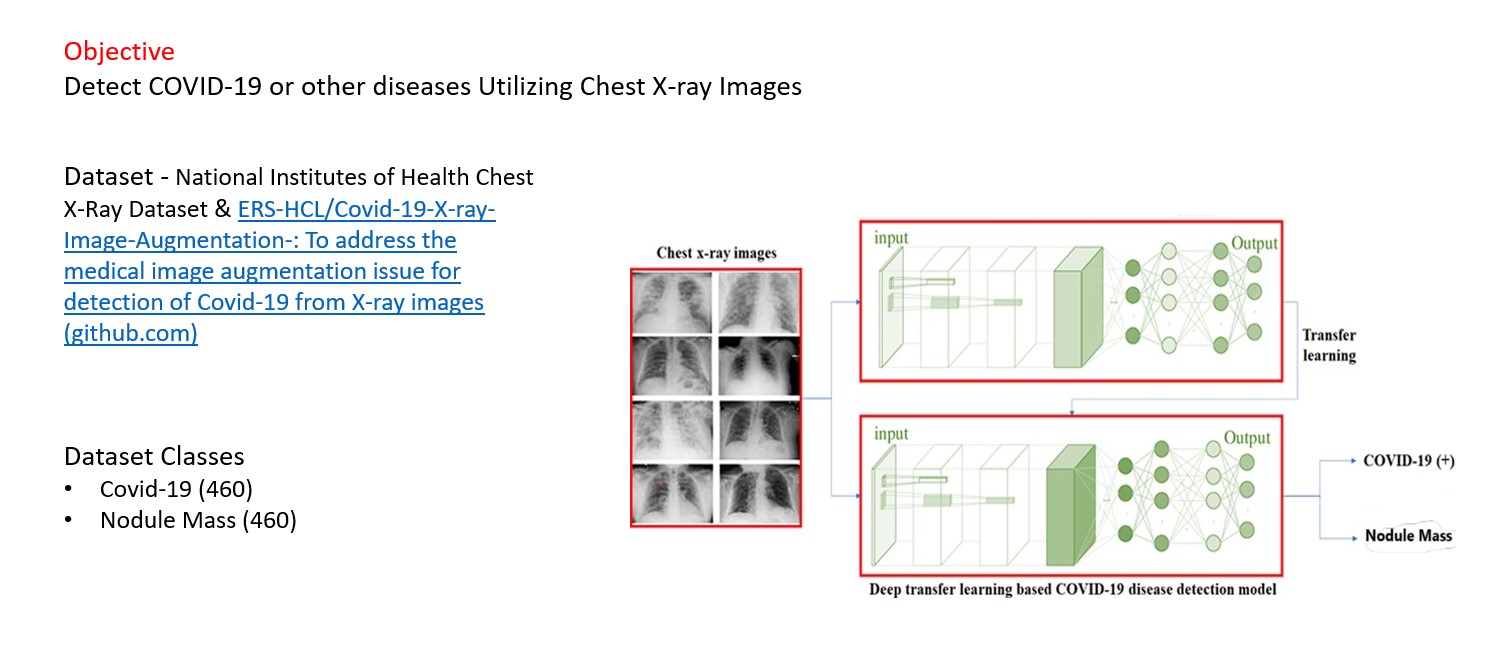 Objective
Detect COVID-19 or other diseases Utilizing Chest X-ray Images
Dataset - National Institutes of Health Chest
X-Ray Dataset & ERS-HCL/Covid-19-X-ray-
Image-Augmentation-: To address the
medical image augmentation issue for
detection of Covid-19 from X-ray images
(github.com)
Dataset Classes
• Covid-19 (460)
• Nodule Mass (460)
Chest x-ray images
input
Output
Transfer
learning
input
Output
COVID-19 (+)
Nodule Mass
Deep transfer learning based COVID-19 disease detection model